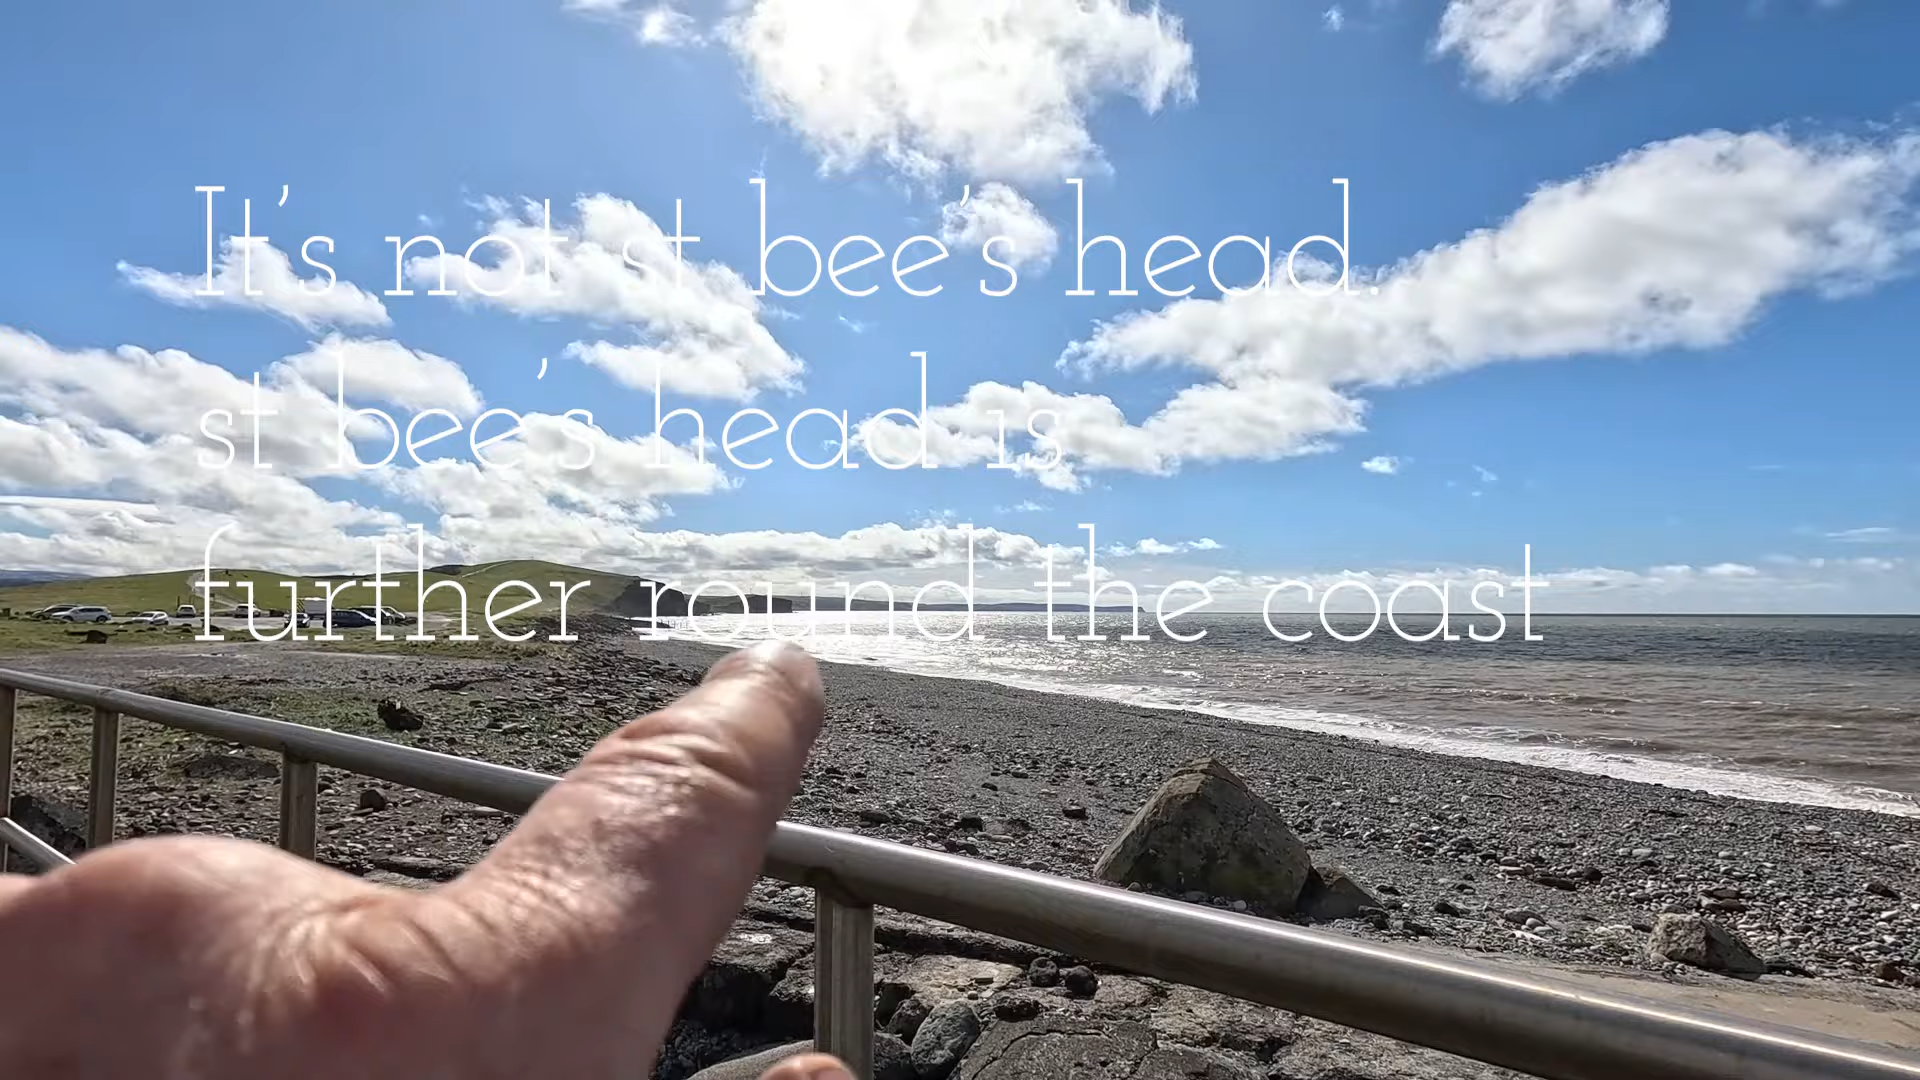 It's not st bee's head.
st bee's head is
further round the coast